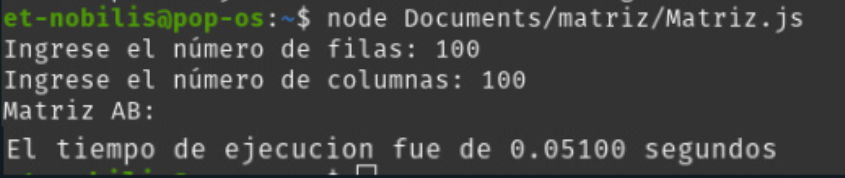 et-nobilis@pop-os:~$ node Documents/matriz/Matriz.js
Ingrese el número de filas: 100
Ingrese el número de columnas: 100
Matriz AB:
El tiempo de ejecucion fue de 0.05100 segundos